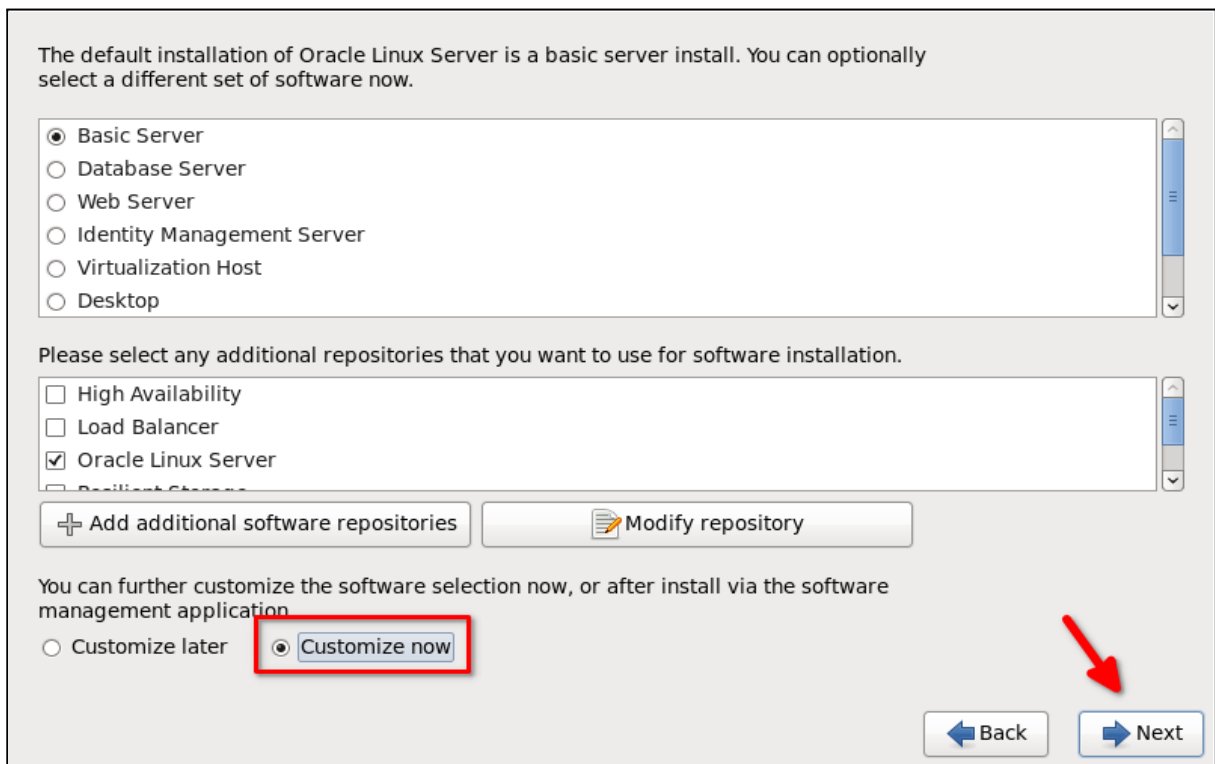 The default installation of Oracle Linux Server is a basic server install. You can optionally
select a different set of software now.
Basic Server
Database Server
Web Server
Identity Management Server
Virtualization Host
Desktop
Please select any additional repositories that you want to use for software installation.
High Availability
Load Balancer
Oracle Linux Server
Resilient Storage
Add additional software repositories
Modify repository
You can further customize the software selection now, or after install via the software
management application
Customize later
Customize now
Back
Next